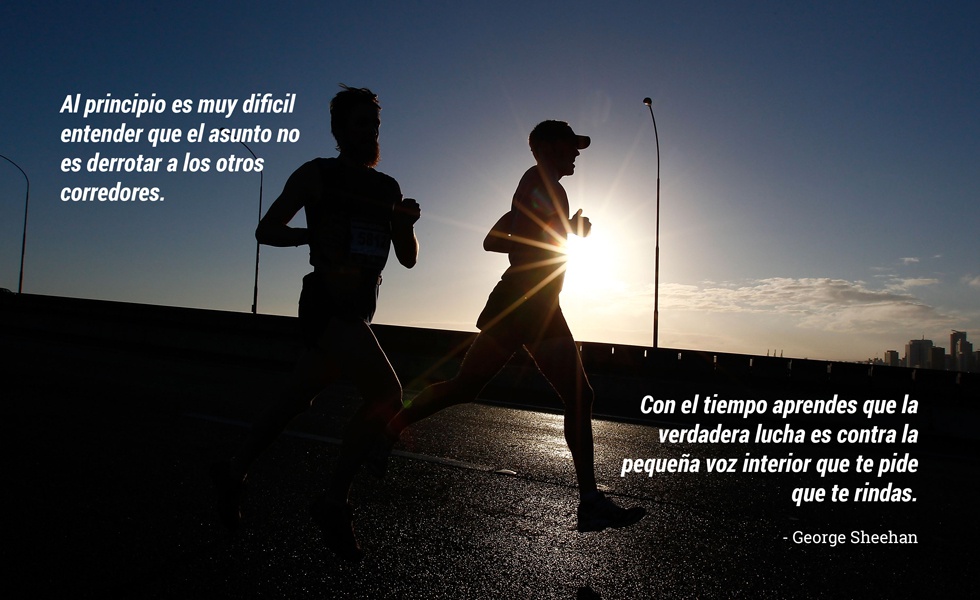 Al principio es muy dificil
entender que el asunto no
es derrotar a los otros
corredores.
Con el tiempo aprendes que la
verdadera lucha es contra la
pequeña voz interior que te pide
que te rindas.
- George Sheehan